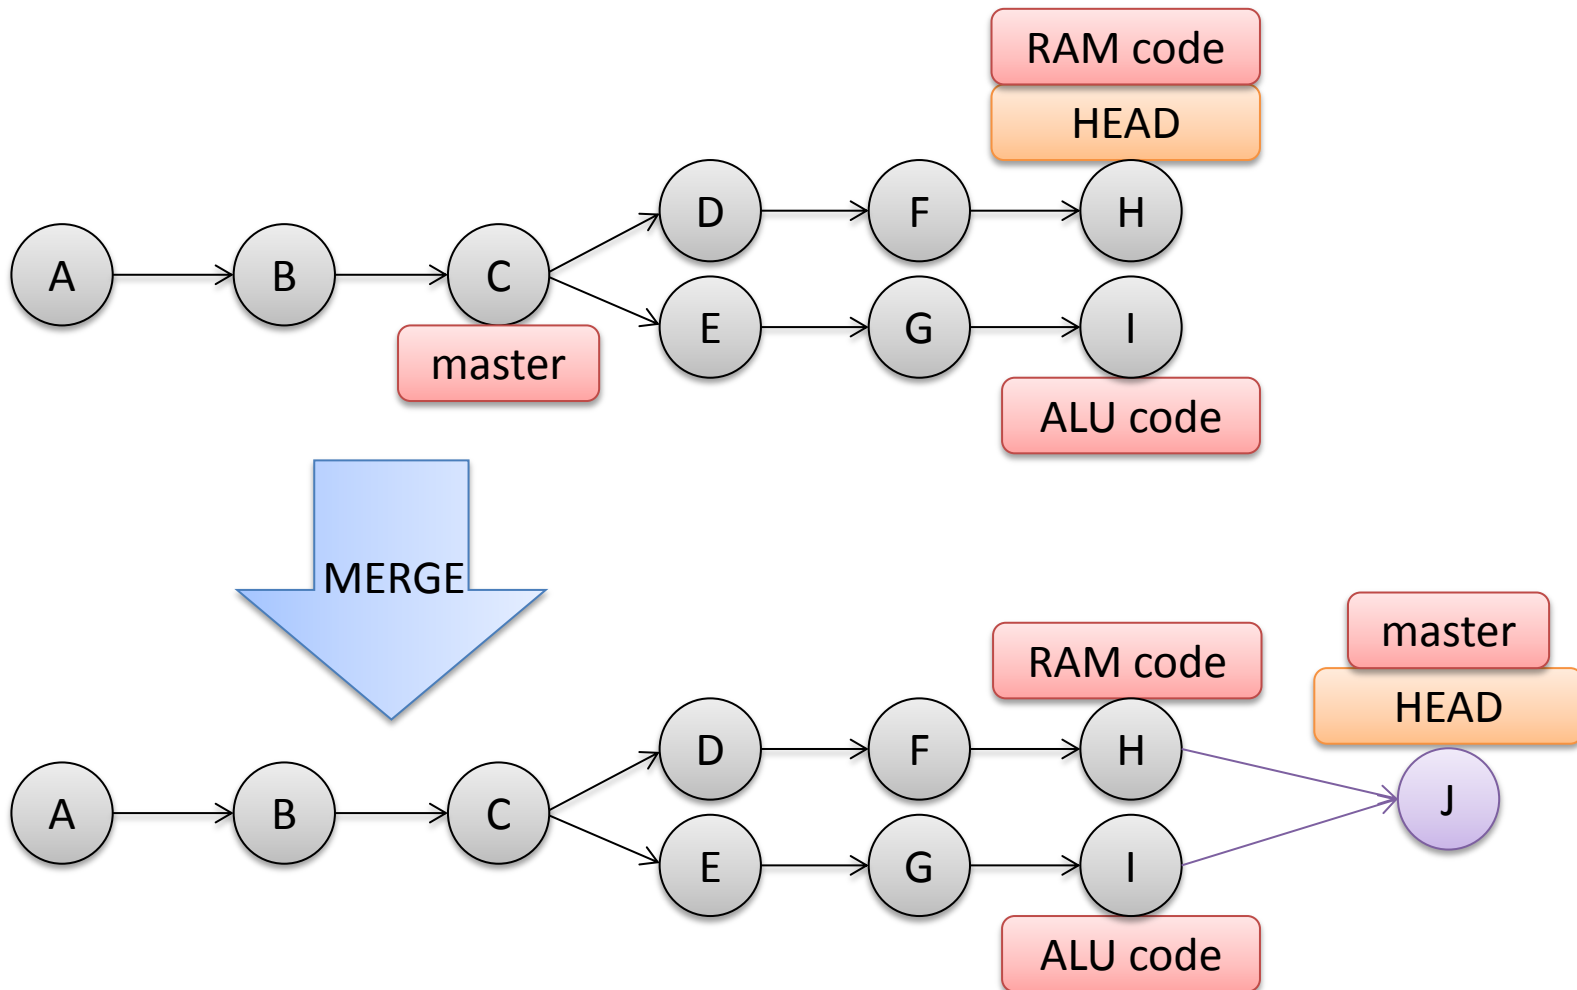 RAM code
HEAD
D
F
H
A
B
C
E
G
I
master
ALU code
MERGE
master
RAM code
HEAD
D
F
H
J
A
B
C
E
G
I
ALU code